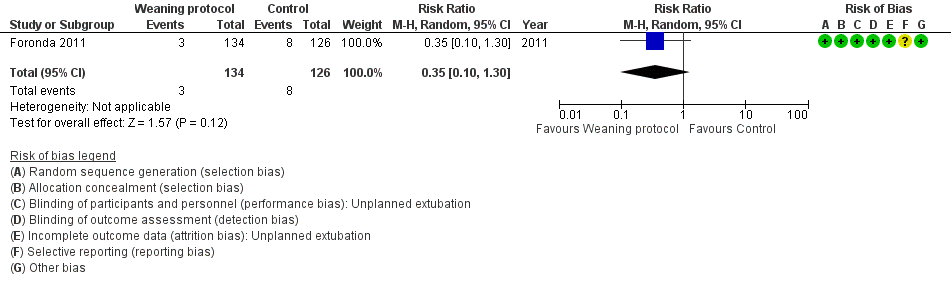 Weaning protocol Control Risk Ratio Risk Ratio Risk of Bias
Study or Subgroup Events Total Events Total Weight M-H, Random, 95% CI Year M-H, Random, 95% CI A B C D E F G
Foronda 2011 3 134 8 126 100.0% 0.35 [0.10, 1.30] 2011 + + + + + ? +
Total (95% CI) 134 126 100.0% 0.35 [0.10, 1.30]
Total events 3 8
Heterogeneity: Not applicable
Test for overall effect: Z = 1.57 (P = 0.12)
0.01 0.1 1 10 100
Favours Weaning protocol Favours Control
Risk of bias legend
(A) Random sequence generation (selection bias)
(B) Allocation concealment (selection bias)
(C) Blinding of participants and personnel (performance bias): Unplanned extubation
(D) Blinding of outcome assessment (detection bias)
(E) Incomplete outcome data (attrition bias): Unplanned extubation
(F) Selective reporting (reporting bias)
(G) Other bias